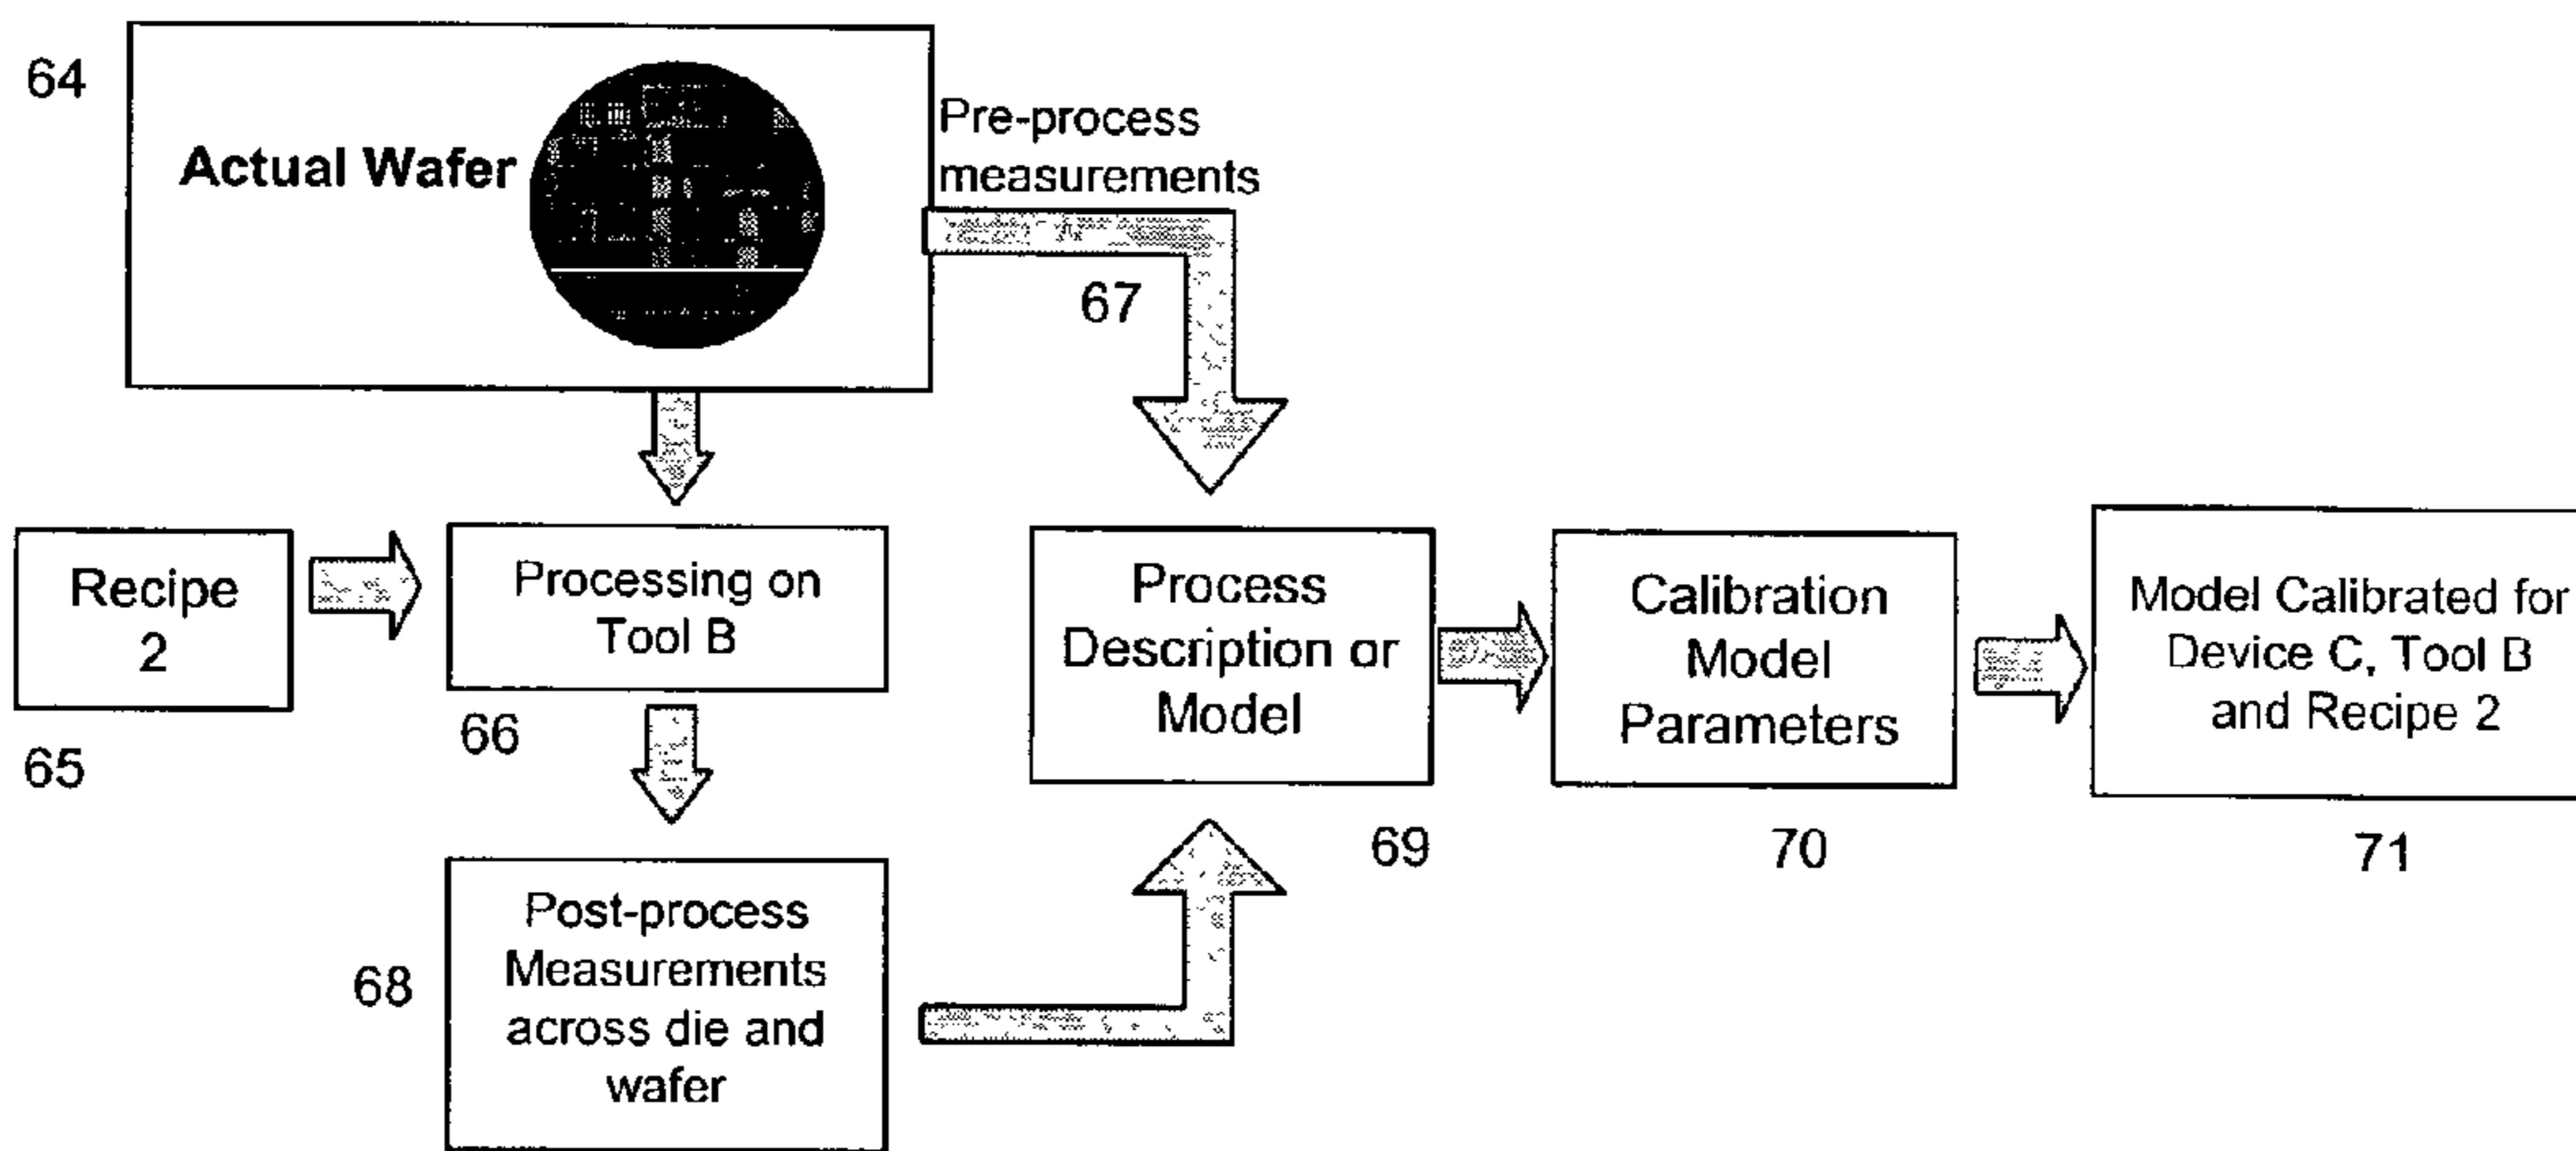 64
Actual Wafer
Pre-process
measurements
67
Recipe
2
65
Processing on
Tool B
66
Post-process
Measurements
across die and
wafer
68
Process
Description or
Model
69
Calibration
Model
Parameters
70
Model Calibrated for
Device C, Tool B
and Recipe 2
71